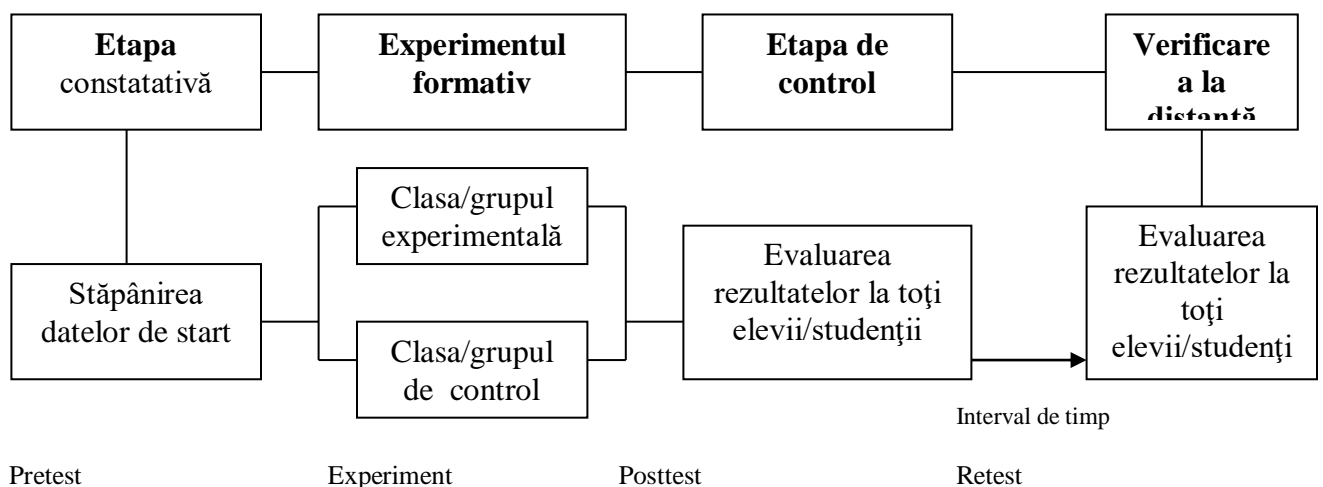 Etapa
constatativă
Experimentul
formativ
Etapa de
control
Verificare
a la
distanţă
Clasa/grupul
experimentală
Stăpânirea
datelor de start
Clasa/grupul
de control
Evaluarea
rezultatelor la toţi
elevii/studenţii
Evaluarea
rezultatelor la
toţi
elevii/studenţi
Interval de timp
Pretest
Experiment
Posttest
Retest